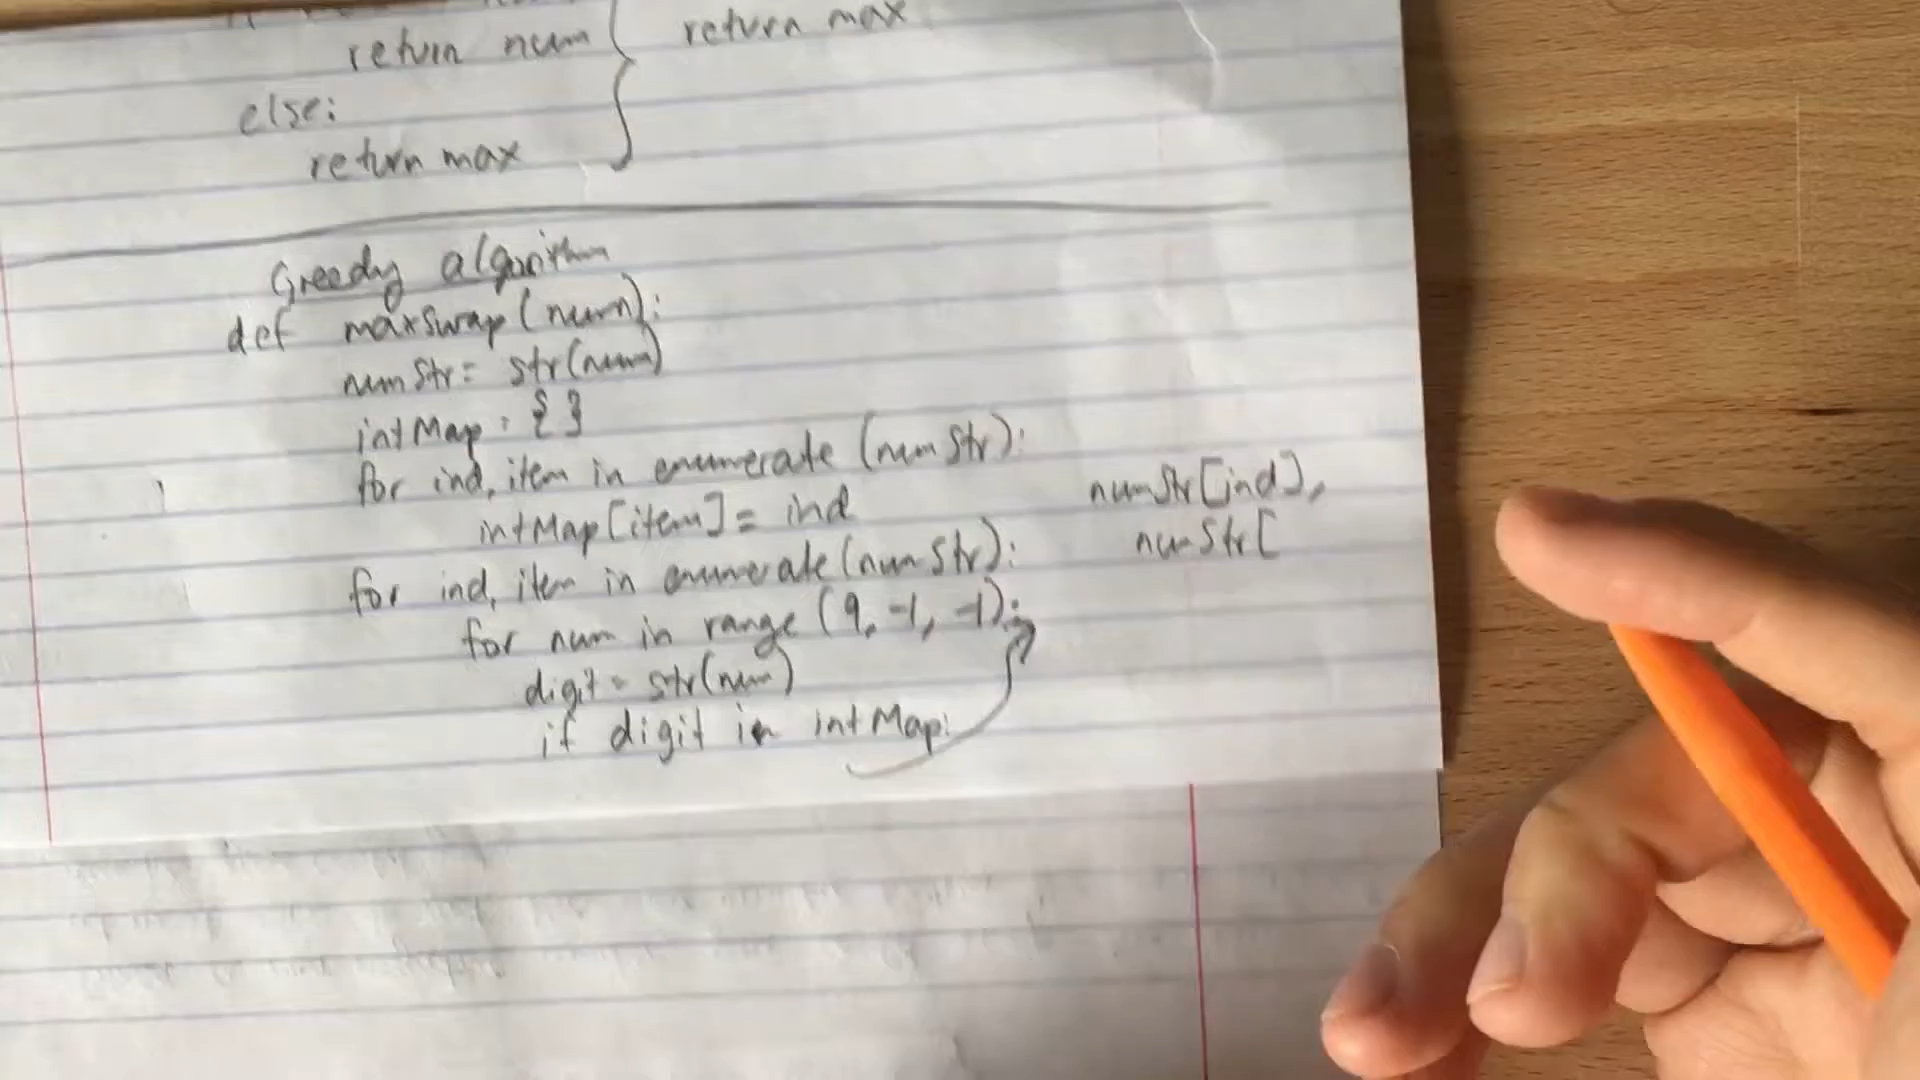 return num
return max
else:
return max
Greedy algorithm
def maxSwap(num):
numStr = str(num)
intMap = { }
for ind, item in enumerate (numStr):
intMap[item] = ind
for ind, item in enumerate(numStr):
for num in range (9, -1, -1):
digit = str(num)
if digit in intMap:
numStr[ind],
numStr[